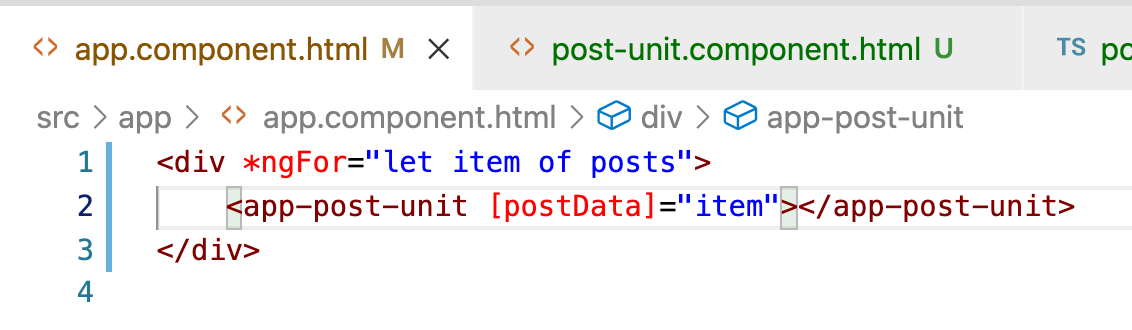 app.component.html M
post-unit.component.html U
TS po
src > app > app.component.html > div > app-post-unit
1 <div *ngFor="let item of posts">
2 <app-post-unit [postData]="item"></app-post-unit>
3 </div>
4